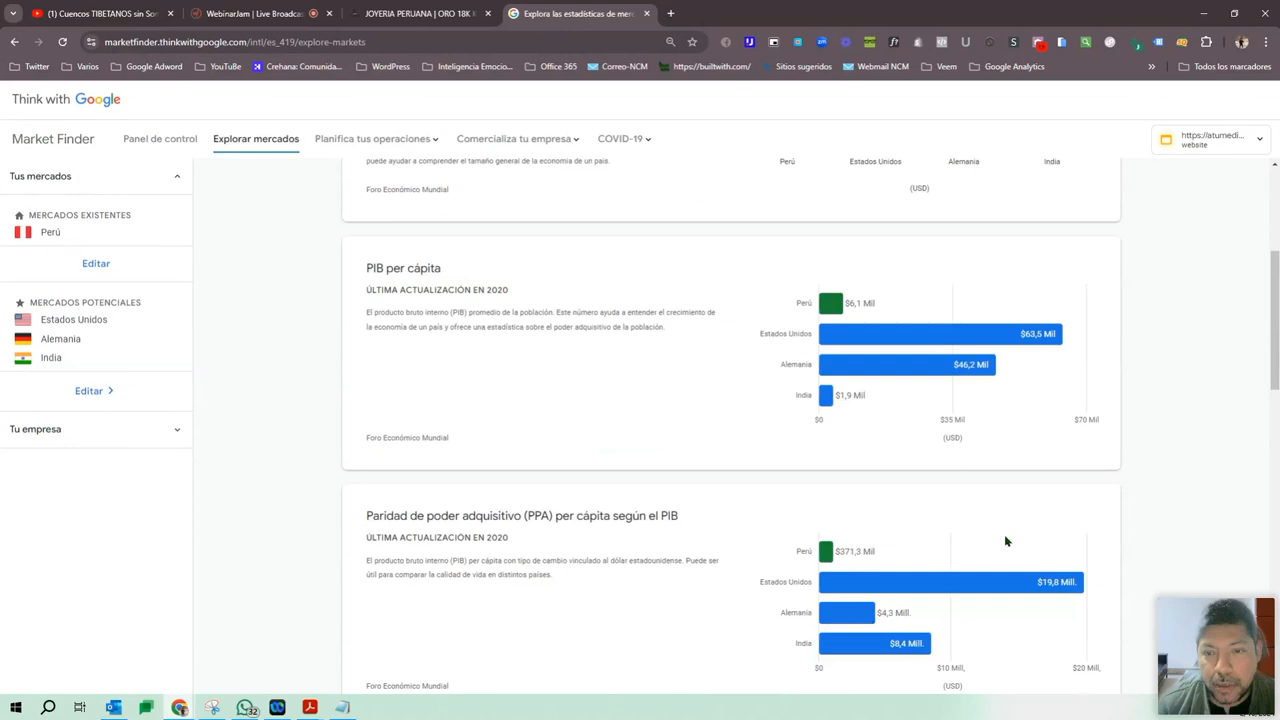 (1) Cuentos TIBETANOS sin Sor
WebinarJam | Live Broadcas
JOYERIA PERUANA | ORO 18K K
Explora las estadísticas de mer
marketfinder.thinkwithgoogle.com/intl/es_419/explore-markets
Twitter
Varios
Google Adword
YouTube
Crehana: Comunida...
WordPress
Inteligencia Emocio...
Office 365
Correo-NCM
https://builtwith.com/
Sitios sugeridos
Webmail NCM
Veem
Google Analytics
Todos los marcadores
Think with Google
Market Finder
Panel de control
Explorar mercados
Planifica tus operaciones
Comercializa tu empresa
COVID-19
https://atumedi...
website
Tus mercados
MERCADOS EXISTENTES
Perú
Editar
MERCADOS POTENCIALES
Estados Unidos
Alemania
India
Editar
Tu empresa
puede ayudar a comprender el tamaño general de la economía de un país.
Foro Económico Mundial
Perú
Estados Unidos
Alemania
India
(USD)
PIB per cápita
ÚLTIMA ACTUALIZACIÓN EN 2020
El producto bruto interno (PIB) promedio de la población. Este número ayuda a entender el crecimiento de
la economía de un país y ofrece una estadística sobre el poder adquisitivo de la población.
Foro Económico Mundial
Perú $6,1 Mil
Estados Unidos $63,5 Mil
Alemania $46,2 Mil
India $1,9 Mil
$0 $35 Mil $70 Mil
(USD)
Paridad de poder adquisitivo (PPA) per cápita según el PIB
ÚLTIMA ACTUALIZACIÓN EN 2020
El producto bruto interno (PIB) per cápita con tipo de cambio vinculado al dólar estadounidense. Puede ser
útil para comparar la calidad de vida en distintos países.
Foro Económico Mundial
Perú $371,3 Mil
Estados Unidos $19,8 Mill.
Alemania $4,3 Mill.
India $8,4 Mill.
$0 $10 Mill, $20 Mill,
(USD)